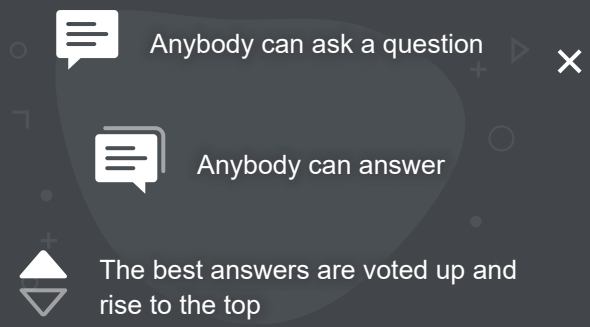 Anybody can ask a question
Anybody can answer
The best answers are voted up and
rise to the top